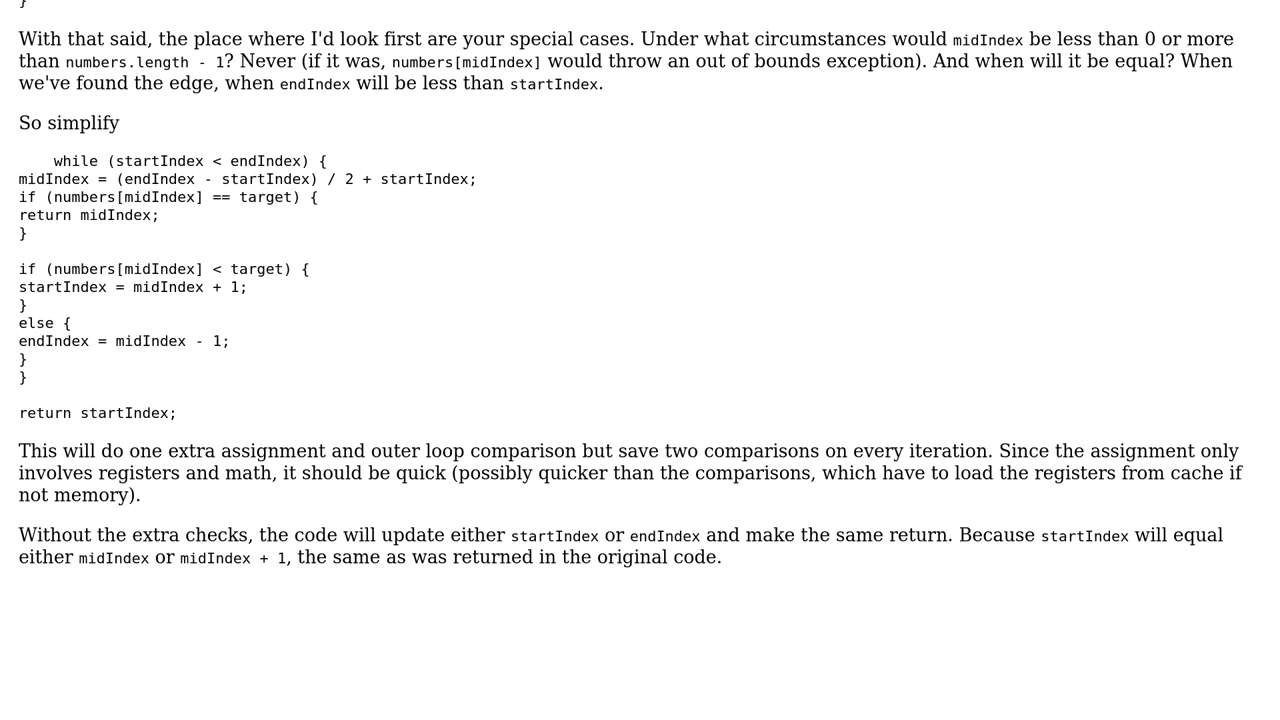 }
With that said, the place where I'd look first are your special cases. Under what circumstances would midIndex be less than 0 or more
than numbers.length - 1? Never (if it was, numbers[midIndex] would throw an out of bounds exception). And when will it be equal? When
we've found the edge, when endIndex will be less than startIndex.
So simplify
    while (startIndex < endIndex) {
midIndex = (endIndex - startIndex) / 2 + startIndex;
if (numbers[midIndex] == target) {
return midIndex;
}
if (numbers[midIndex] < target) {
startIndex = midIndex + 1;
}
else {
endIndex = midIndex - 1;
}
}
return startIndex;
This will do one extra assignment and outer loop comparison but save two comparisons on every iteration. Since the assignment only
involves registers and math, it should be quick (possibly quicker than the comparisons, which have to load the registers from cache if
not memory).
Without the extra checks, the code will update either startIndex or endIndex and make the same return. Because startIndex will equal
either midIndex or midIndex + 1, the same as was returned in the original code.